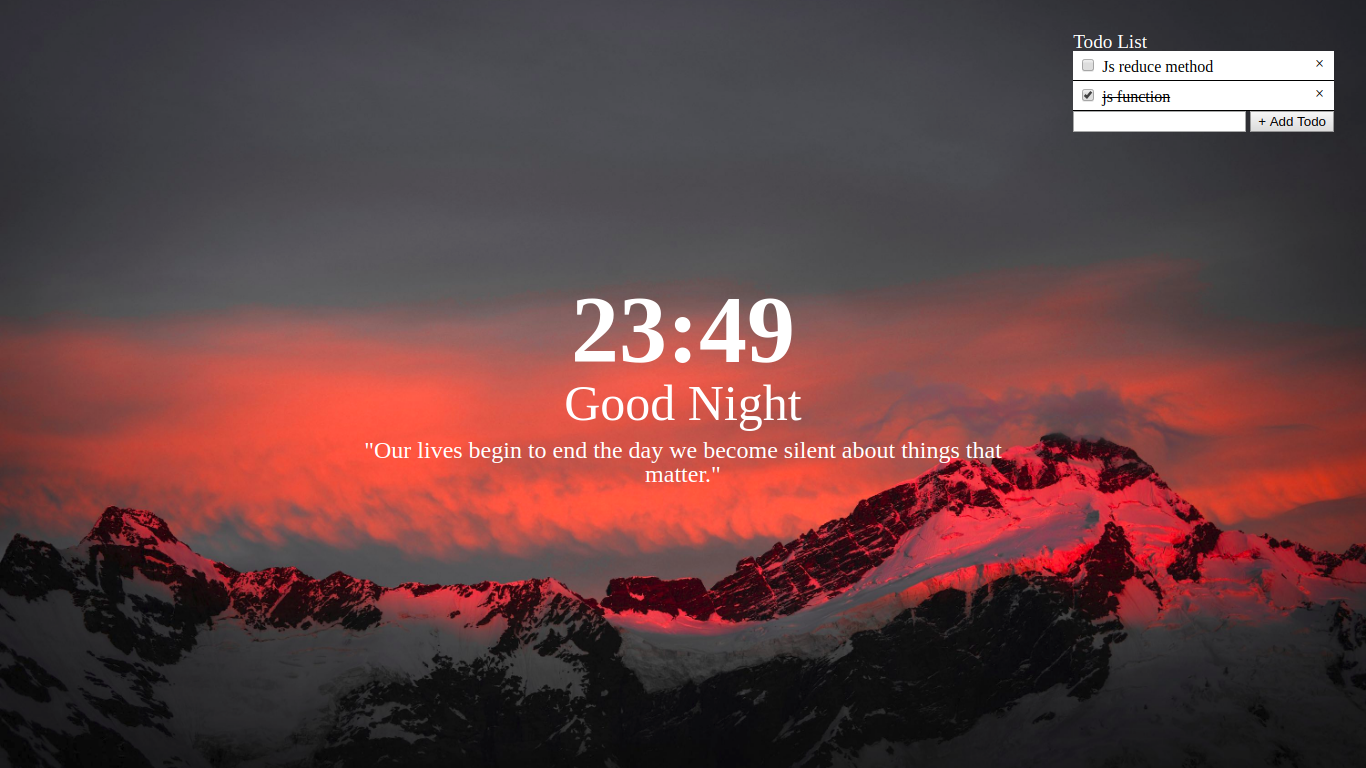 Todo List
Js reduce method ×
js function ×
+ Add Todo
23:49
Good Night
"Our lives begin to end the day we become silent about things that
matter."